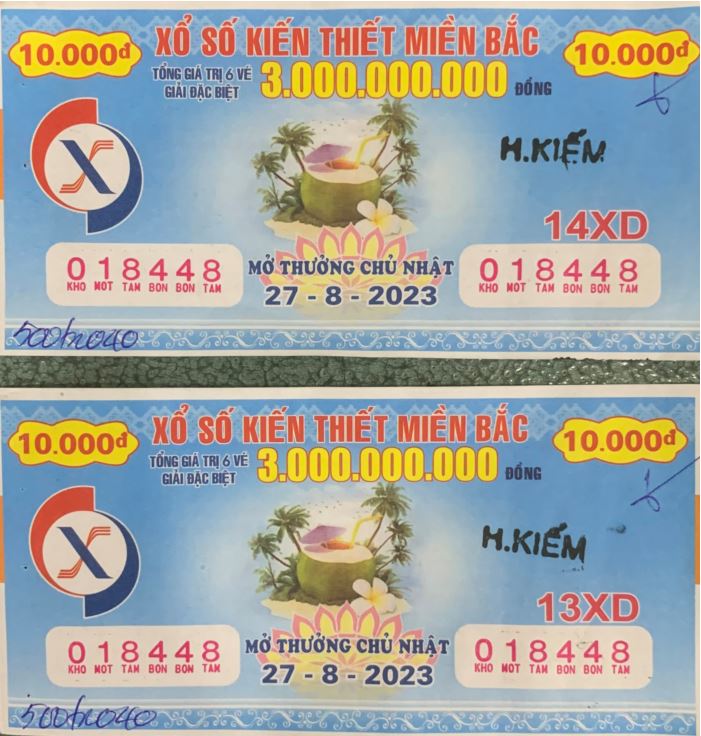 10.000đ XỔ SỐ KIẾN THIẾT MIỀN BẮC 10.000đ
TỔNG GIÁ TRỊ 6 VÉ
GIẢI ĐẶC BIỆT 3.000.000.000 ĐỒNG
H.KIẾM
14XD
018448 018448
KHO MOT TAM BON BON TAM KHO MOT TAM BON BON TAM
MỞ THƯỞNG CHỦ NHẬT
27 - 8 - 2023
10.000đ XỔ SỐ KIẾN THIẾT MIỀN BẮC 10.000đ
TỔNG GIÁ TRỊ 6 VÉ
GIẢI ĐẶC BIỆT 3.000.000.000 ĐỒNG
H.KIẾM
13XD
018448 018448
KHO MOT TAM BON BON TAM KHO MOT TAM BON BON TAM
MỞ THƯỞNG CHỦ NHẬT
27 - 8 - 2023